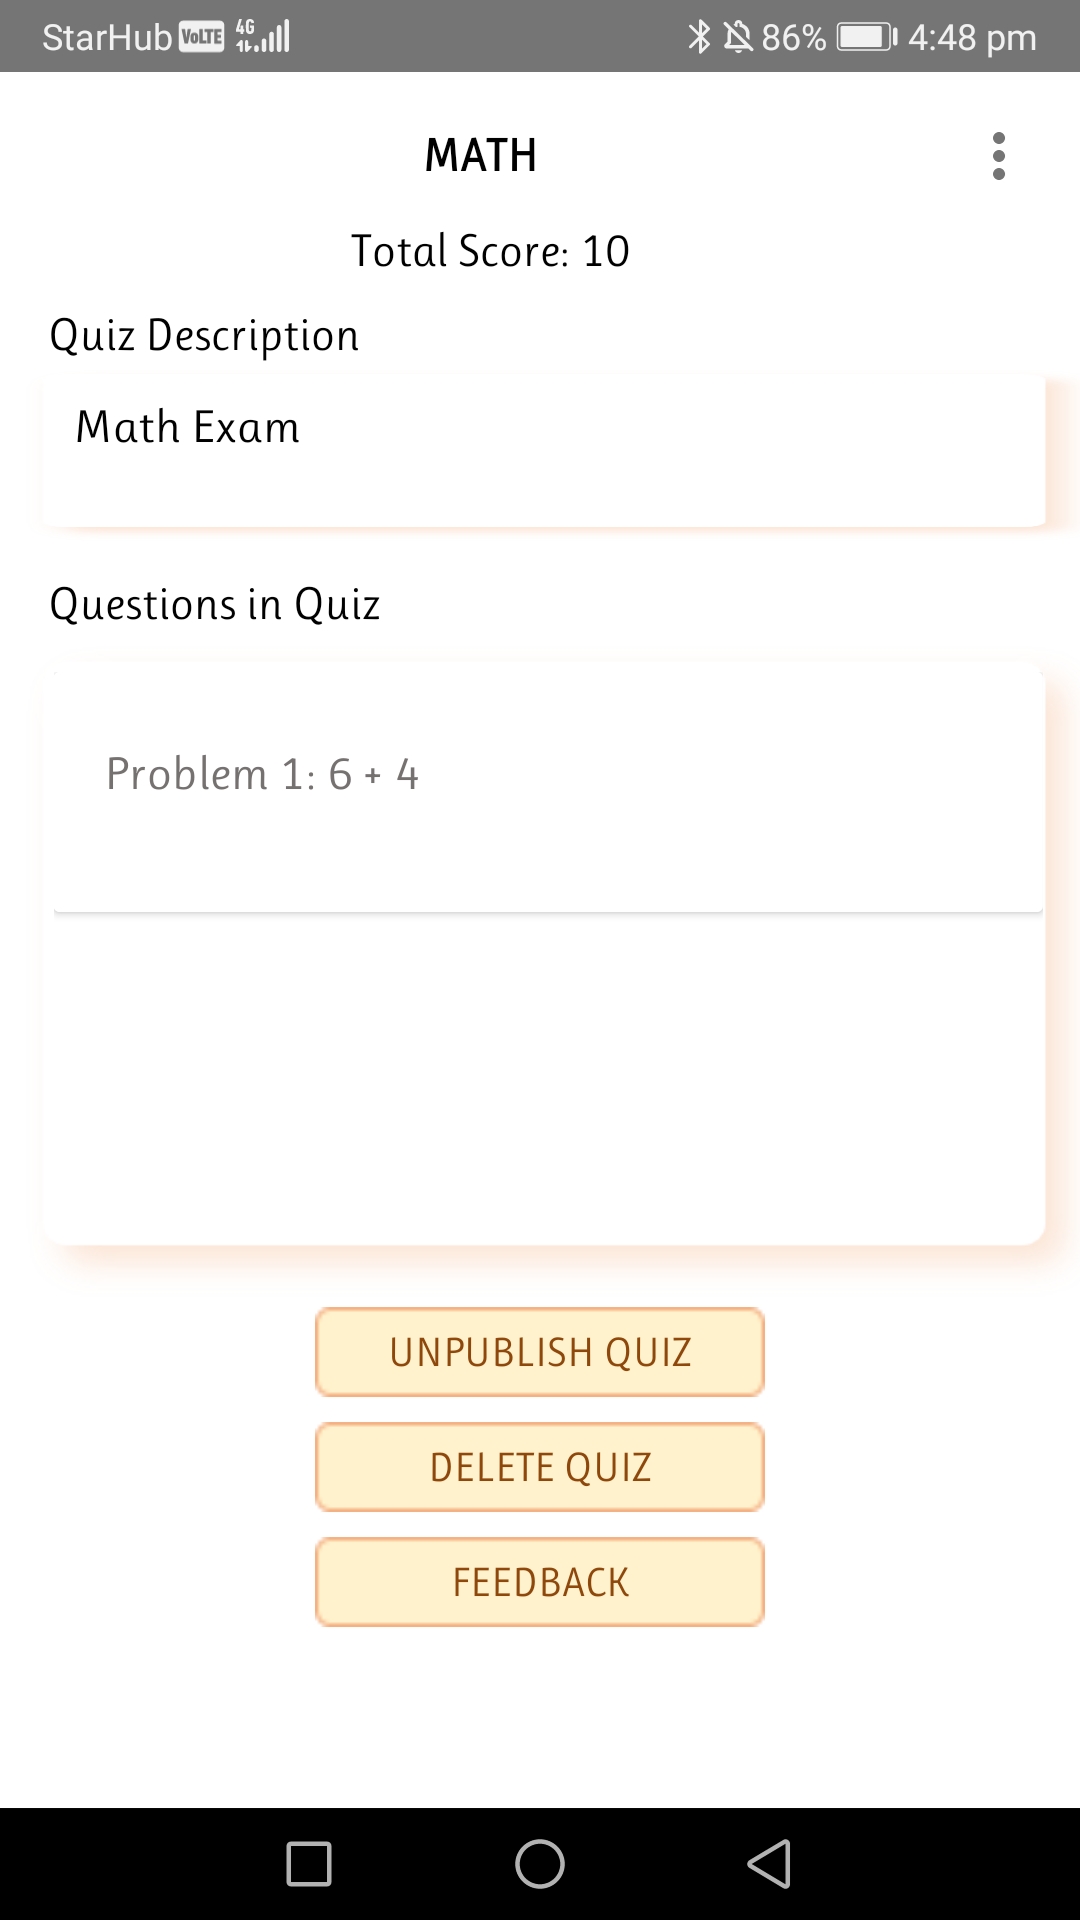 StarHub VoLTE 4G 86% 4:48 pm
MATH
Total Score: 10
Quiz Description
Math Exam
Questions in Quiz
Problem 1: 6 + 4
UNPUBLISH QUIZ
DELETE QUIZ
FEEDBACK